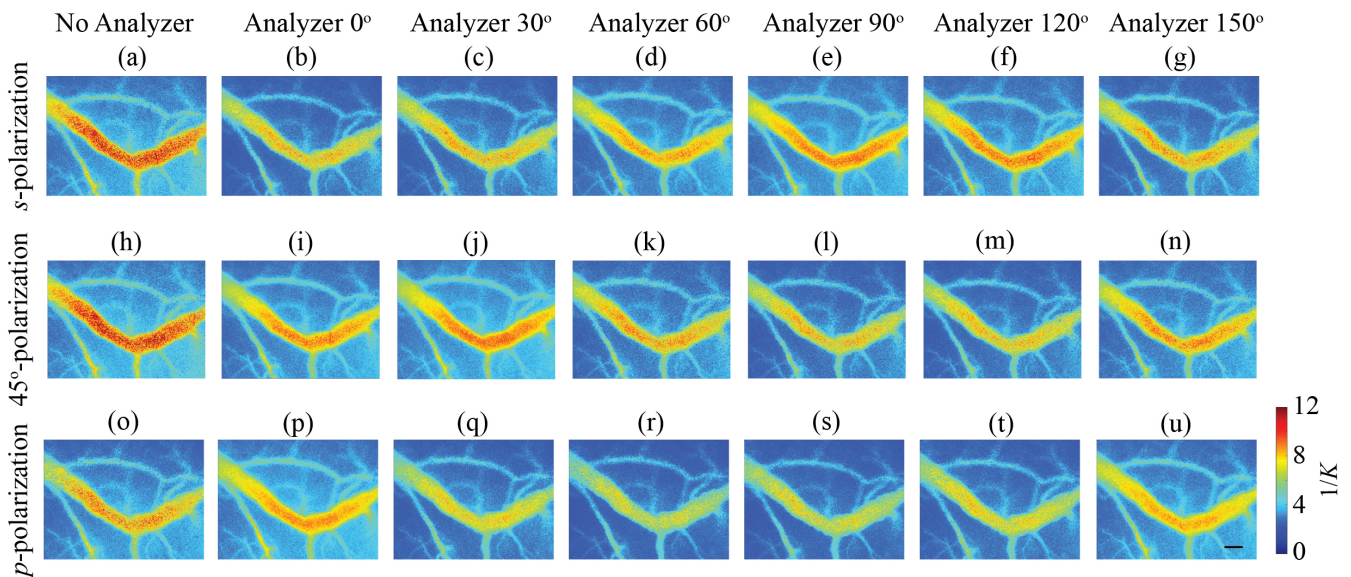 No Analyzer Analyzer 0° Analyzer 30° Analyzer 60° Analyzer 90° Analyzer 120° Analyzer 150°
(a) (b) (c) (d) (e) (f) (g)
s-polarization
(h) (i) (j) (k) (l) (m) (n)
45°-polarization
(o) (p) (q) (r) (s) (t) (u)
p-polarization
12
8
4
0
1/K